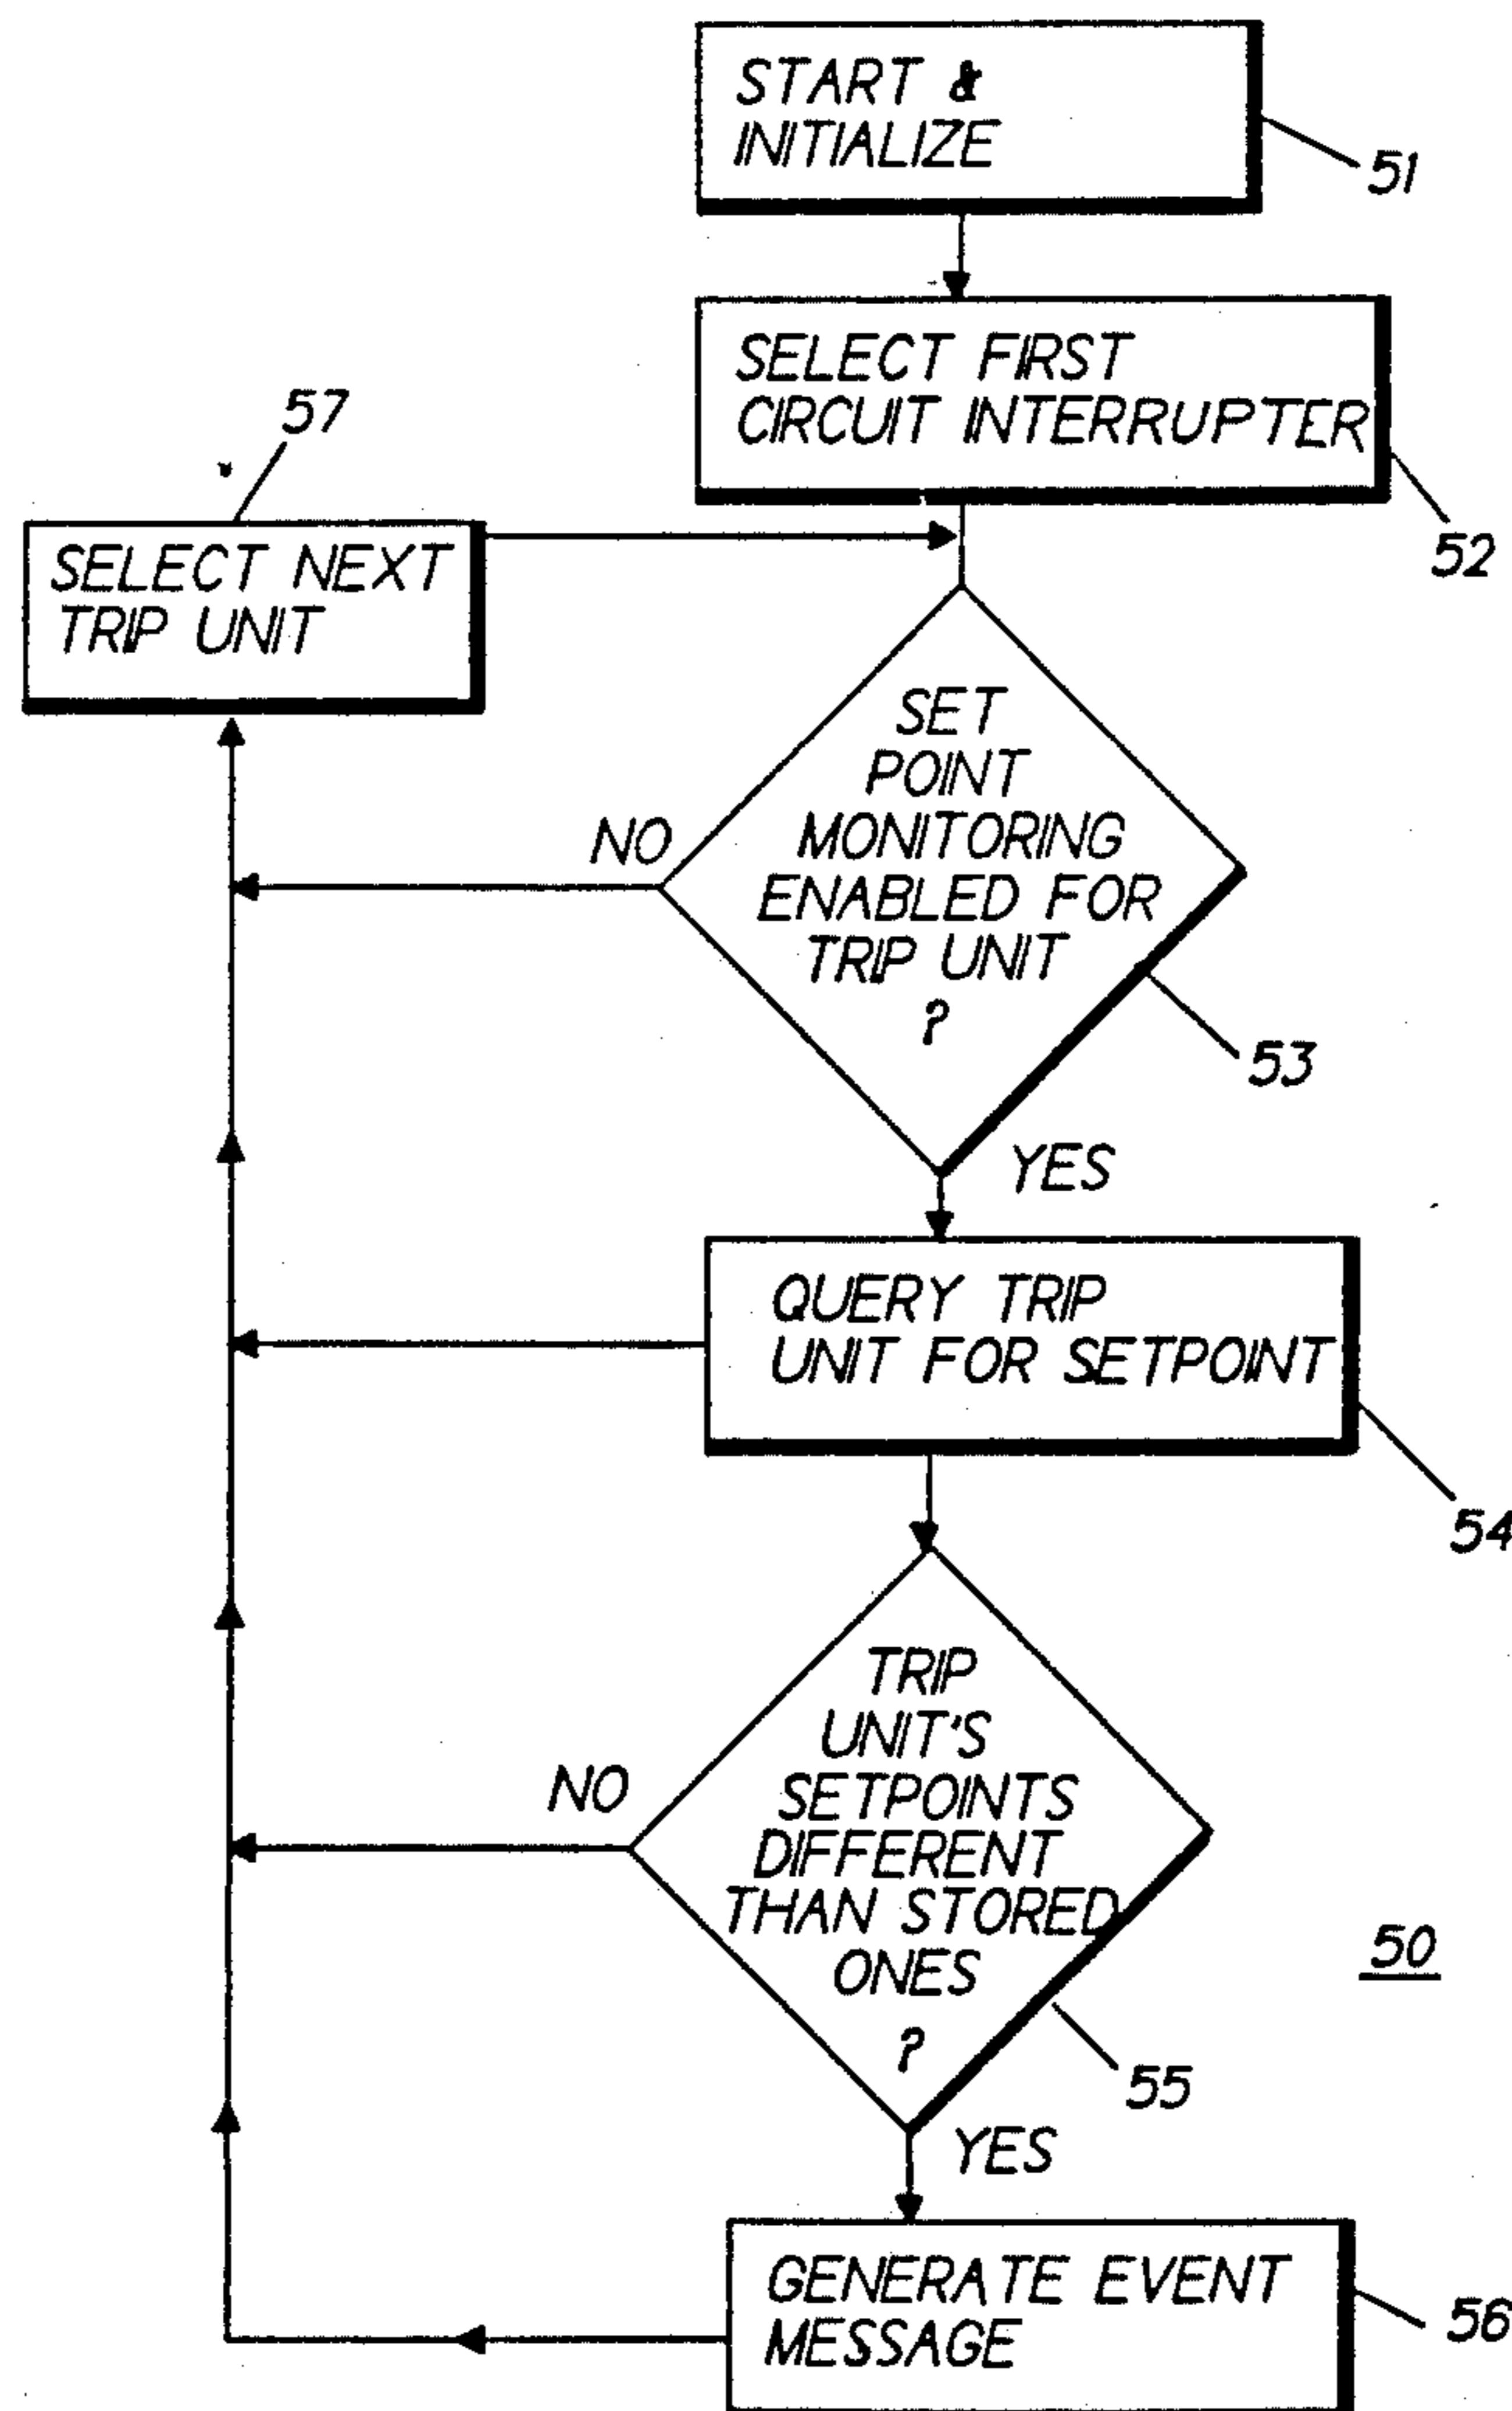 START &
INITIALIZE
51
SELECT FIRST
CIRCUIT INTERRUPTER
52
57
SELECT NEXT
TRIP UNIT
SET
POINT
MONITORING
ENABLED FOR
TRIP UNIT
?
NO
53
YES
QUERY TRIP
UNIT FOR SETPOINT
54
TRIP
UNIT'S
SETPOINTS
DIFFERENT
THAN STORED
ONES
?
NO
50
55
YES
GENERATE EVENT
MESSAGE
56